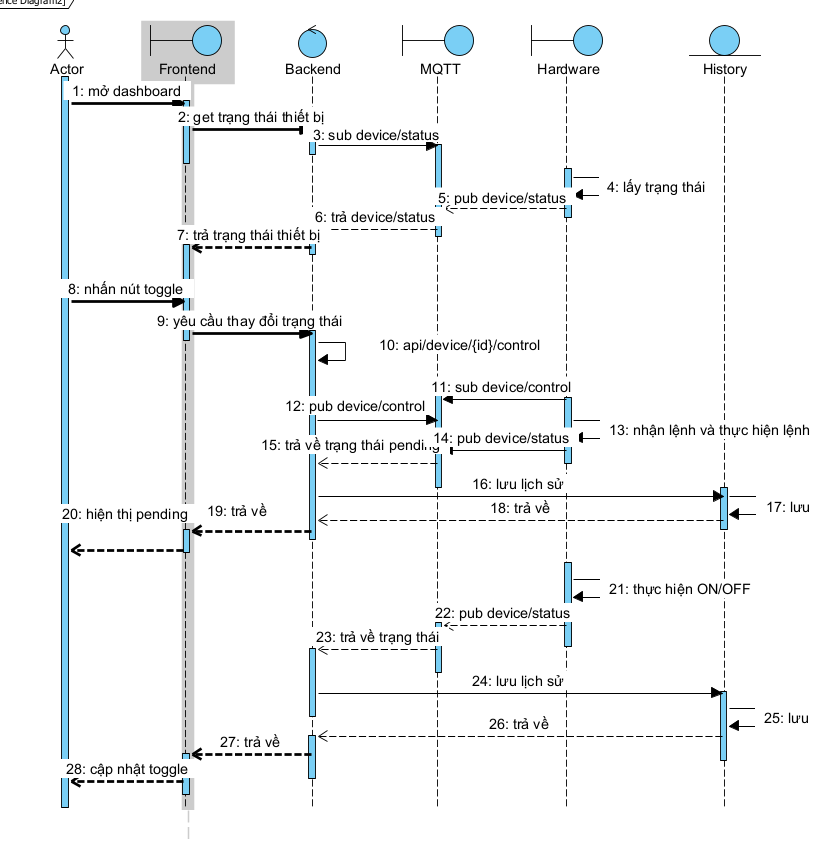 ence Diagram2]
Actor
Frontend
Backend
MQTT
Hardware
History
1: mở dashboard
2: get trạng thái thiết bị
3: sub device/status
4: lấy trạng thái
5: pub device/status
6: trả device/status
7: trả trạng thái thiết bị
8: nhấn nút toggle
9: yêu cầu thay đổi trạng thái
10: api/device/{id}/control
11: sub device/control
12: pub device/control
13: nhận lệnh và thực hiện lệnh
14: pub device/status
15: trả về trạng thái pending
16: lưu lịch sử
17: lưu
18: trả về
19: trả về
20: hiện thị pending
21: thực hiện ON/OFF
22: pub device/status
23: trả về trạng thái
24: lưu lịch sử
25: lưu
26: trả về
27: trả về
28: cập nhật toggle